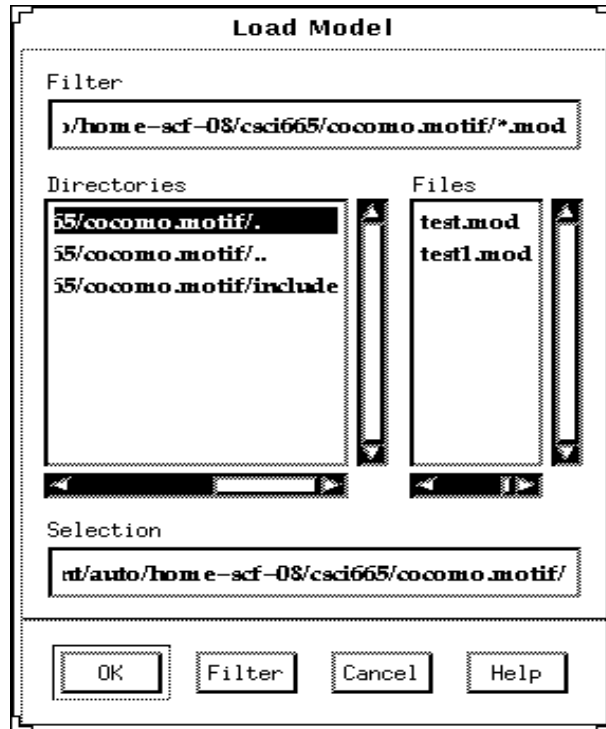 Load Model
Filter
/home-scf-08/csci665/cocomo.motif/*.mod
Directories
Files
55/cocomo.motif/.
55/cocomo.motif/..
55/cocomo.motif/include
test.mod
test1.mod
Selection
nt/auto/home-scf-08/csci665/cocomo.motif/
OK
Filter
Cancel
Help